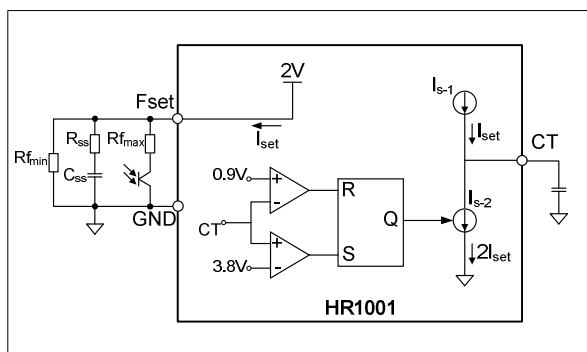 2V
Fset
Iset
Rfmin
Rss
Css
Rfmax
GND
0.9V
+
-
CT
+
-
3.8V
R
Q
S
Is-1
Iset
CT
Is-2
2Iset
HR1001